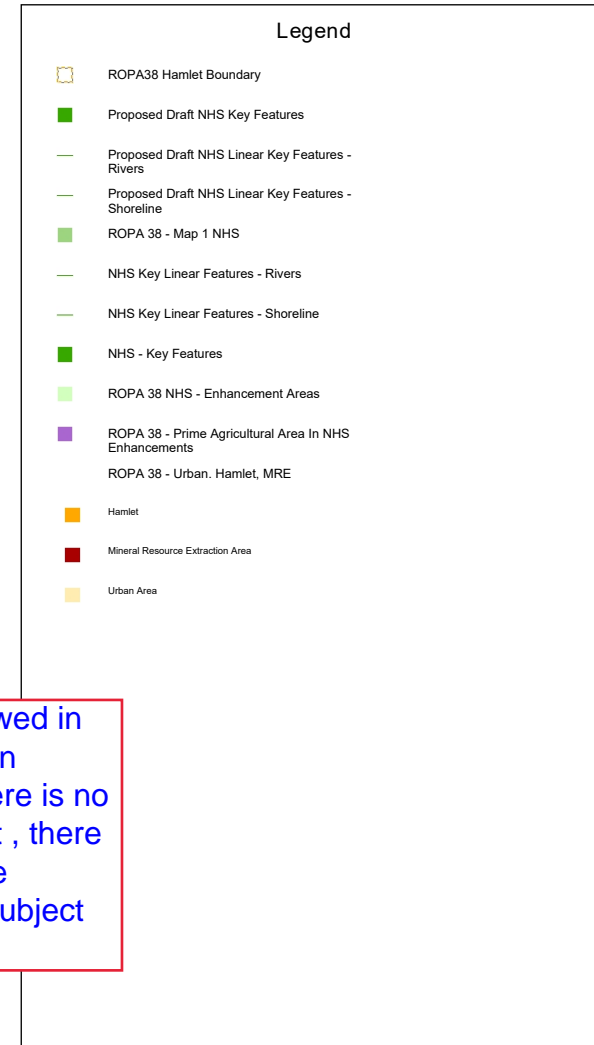 Legend
ROPA38 Hamlet Boundary
Proposed Draft NHS Key Features
Proposed Draft NHS Linear Key Features -
Rivers
Proposed Draft NHS Linear Key Features -
Shoreline
ROPA 38 - Map 1 NHS
NHS Key Linear Features - Rivers
NHS Key Linear Features - Shoreline
NHS - Key Features
ROPA 38 NHS - Enhancement Areas
ROPA 38 - Prime Agricultural Area In NHS
Enhancements
ROPA 38 - Urban. Hamlet, MRE
Hamlet
Mineral Resource Extraction Area
Urban Area
in
is no
, there